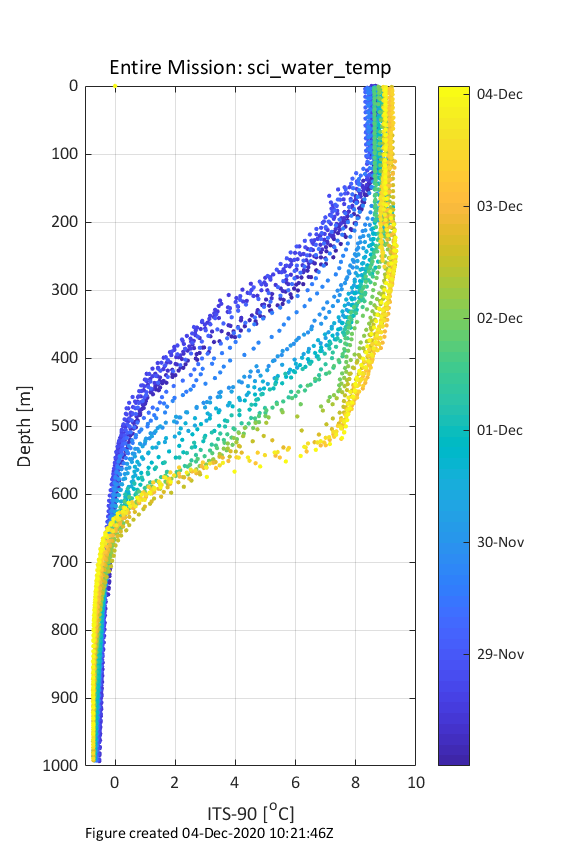 Entire Mission: sci_water_temp
0
100
200
300
400
500
600
700
800
900
1000
Depth [m]
0
2
4
6
8
10
ITS-90 [°C]
Figure created 04-Dec-2020 10:21:46Z
04-Dec
03-Dec
02-Dec
01-Dec
30-Nov
29-Nov